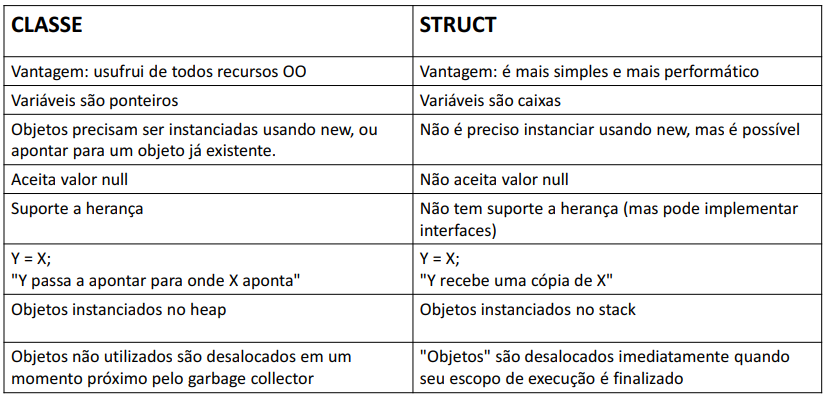 CLASSE
STRUCT
Vantagem: usufrui de todos recursos OO
Vantagem: é mais simples e mais performático
Variáveis são ponteiros
Variáveis são caixas
Objetos precisam ser instanciadas usando new, ou
apontar para um objeto já existente.
Não é preciso instanciar usando new, mas é possível
Aceita valor null
Não aceita valor null
Suporte a herança
Não tem suporte a herança (mas pode implementar
interfaces)
Y = X;
"Y passa a apontar para onde X aponta"
Y = X;
"Y recebe uma cópia de X"
Objetos instanciados no heap
Objetos instanciados no stack
Objetos não utilizados são desalocados em um
momento próximo pelo garbage collector
"Objetos" são desalocados imediatamente quando
seu escopo de execução é finalizado